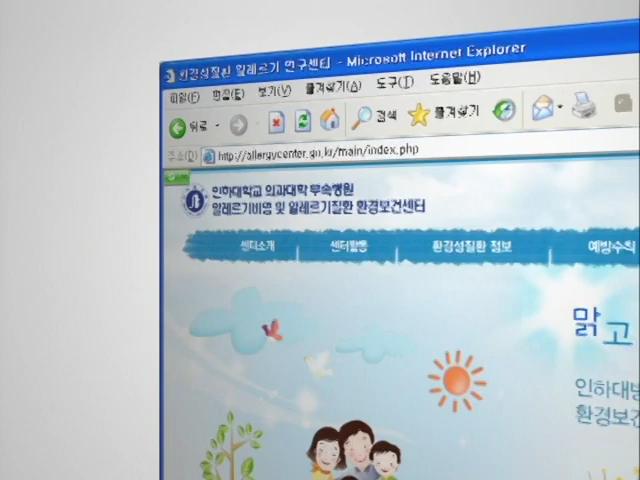 환경성질환 알레르기 연구센터 - Microsoft Internet Explorer
파일(F) 편집(E) 보기(V) 즐겨찾기(A) 도구(T) 도움말(H)
뒤로 검색 즐겨찾기
주소(D) http://allergycenter.go.kr/main/index.php
인하대학교 의과대학 부속병원
알레르기비염 및 알레르기질환 환경보건센터
센터소개 센터활동 환경성질환 정보 예방수칙
맑고
인하대병
환경보건